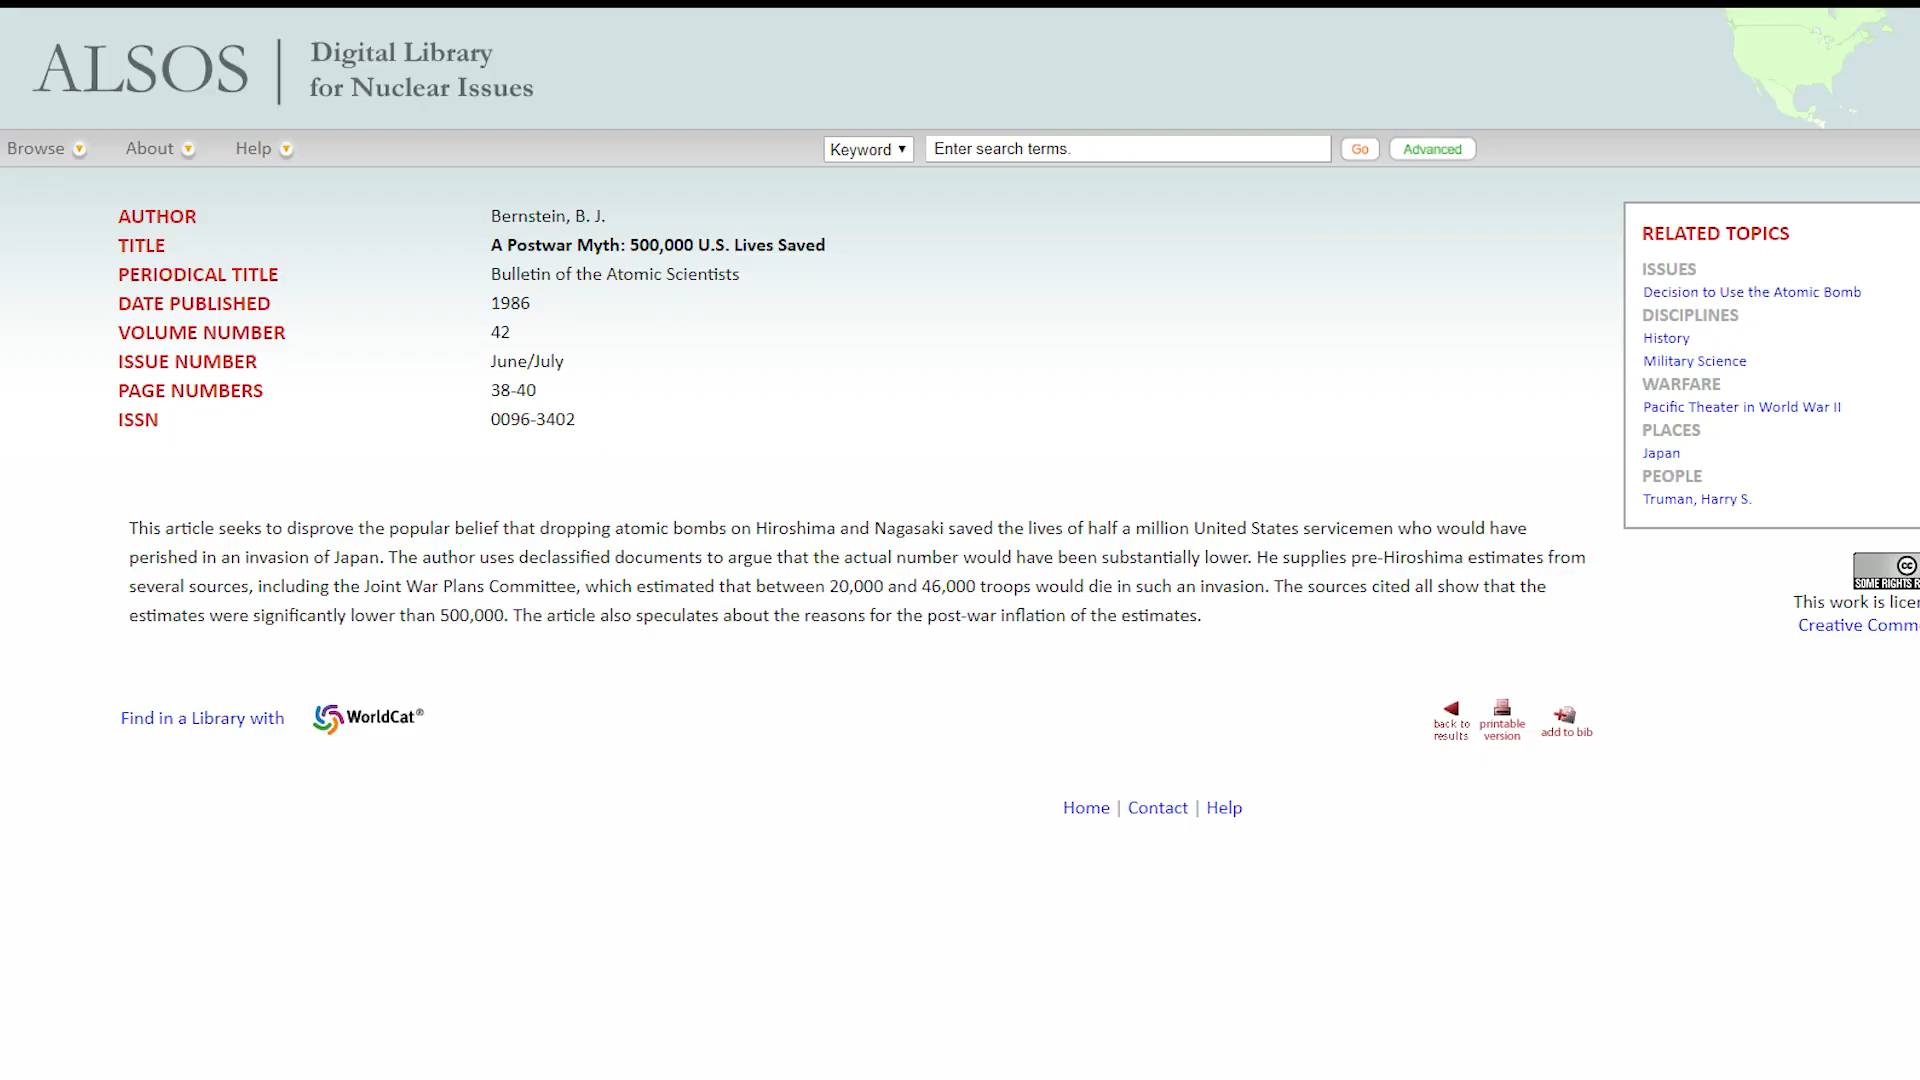 ALSOS
Digital Library
for Nuclear Issues
Browse
About
Help
Keyword
Enter search terms.
Go
Advanced
AUTHOR Bernstein, B. J.
TITLE A Postwar Myth: 500,000 U.S. Lives Saved
PERIODICAL TITLE Bulletin of the Atomic Scientists
DATE PUBLISHED 1986
VOLUME NUMBER 42
ISSUE NUMBER June/July
PAGE NUMBERS 38-40
ISSN 0096-3402
RELATED TOPICS
ISSUES
Decision to Use the Atomic Bomb
DISCIPLINES
History
Military Science
WARFARE
Pacific Theater in World War II
PLACES
Japan
PEOPLE
Truman, Harry S.
This article seeks to disprove the popular belief that dropping atomic bombs on Hiroshima and Nagasaki saved the lives of half a million United States servicemen who would have
perished in an invasion of Japan. The author uses declassified documents to argue that the actual number would have been substantially lower. He supplies pre-Hiroshima estimates from
several sources, including the Joint War Plans Committee, which estimated that between 20,000 and 46,000 troops would die in such an invasion. The sources cited all show that the
estimates were significantly lower than 500,000. The article also speculates about the reasons for the post-war inflation of the estimates.
cc
SOME RIGHTS R
This work is licen
Creative Comm
Find in a Library with WorldCat®
back to
results
printable
version
add to bib
Home | Contact | Help